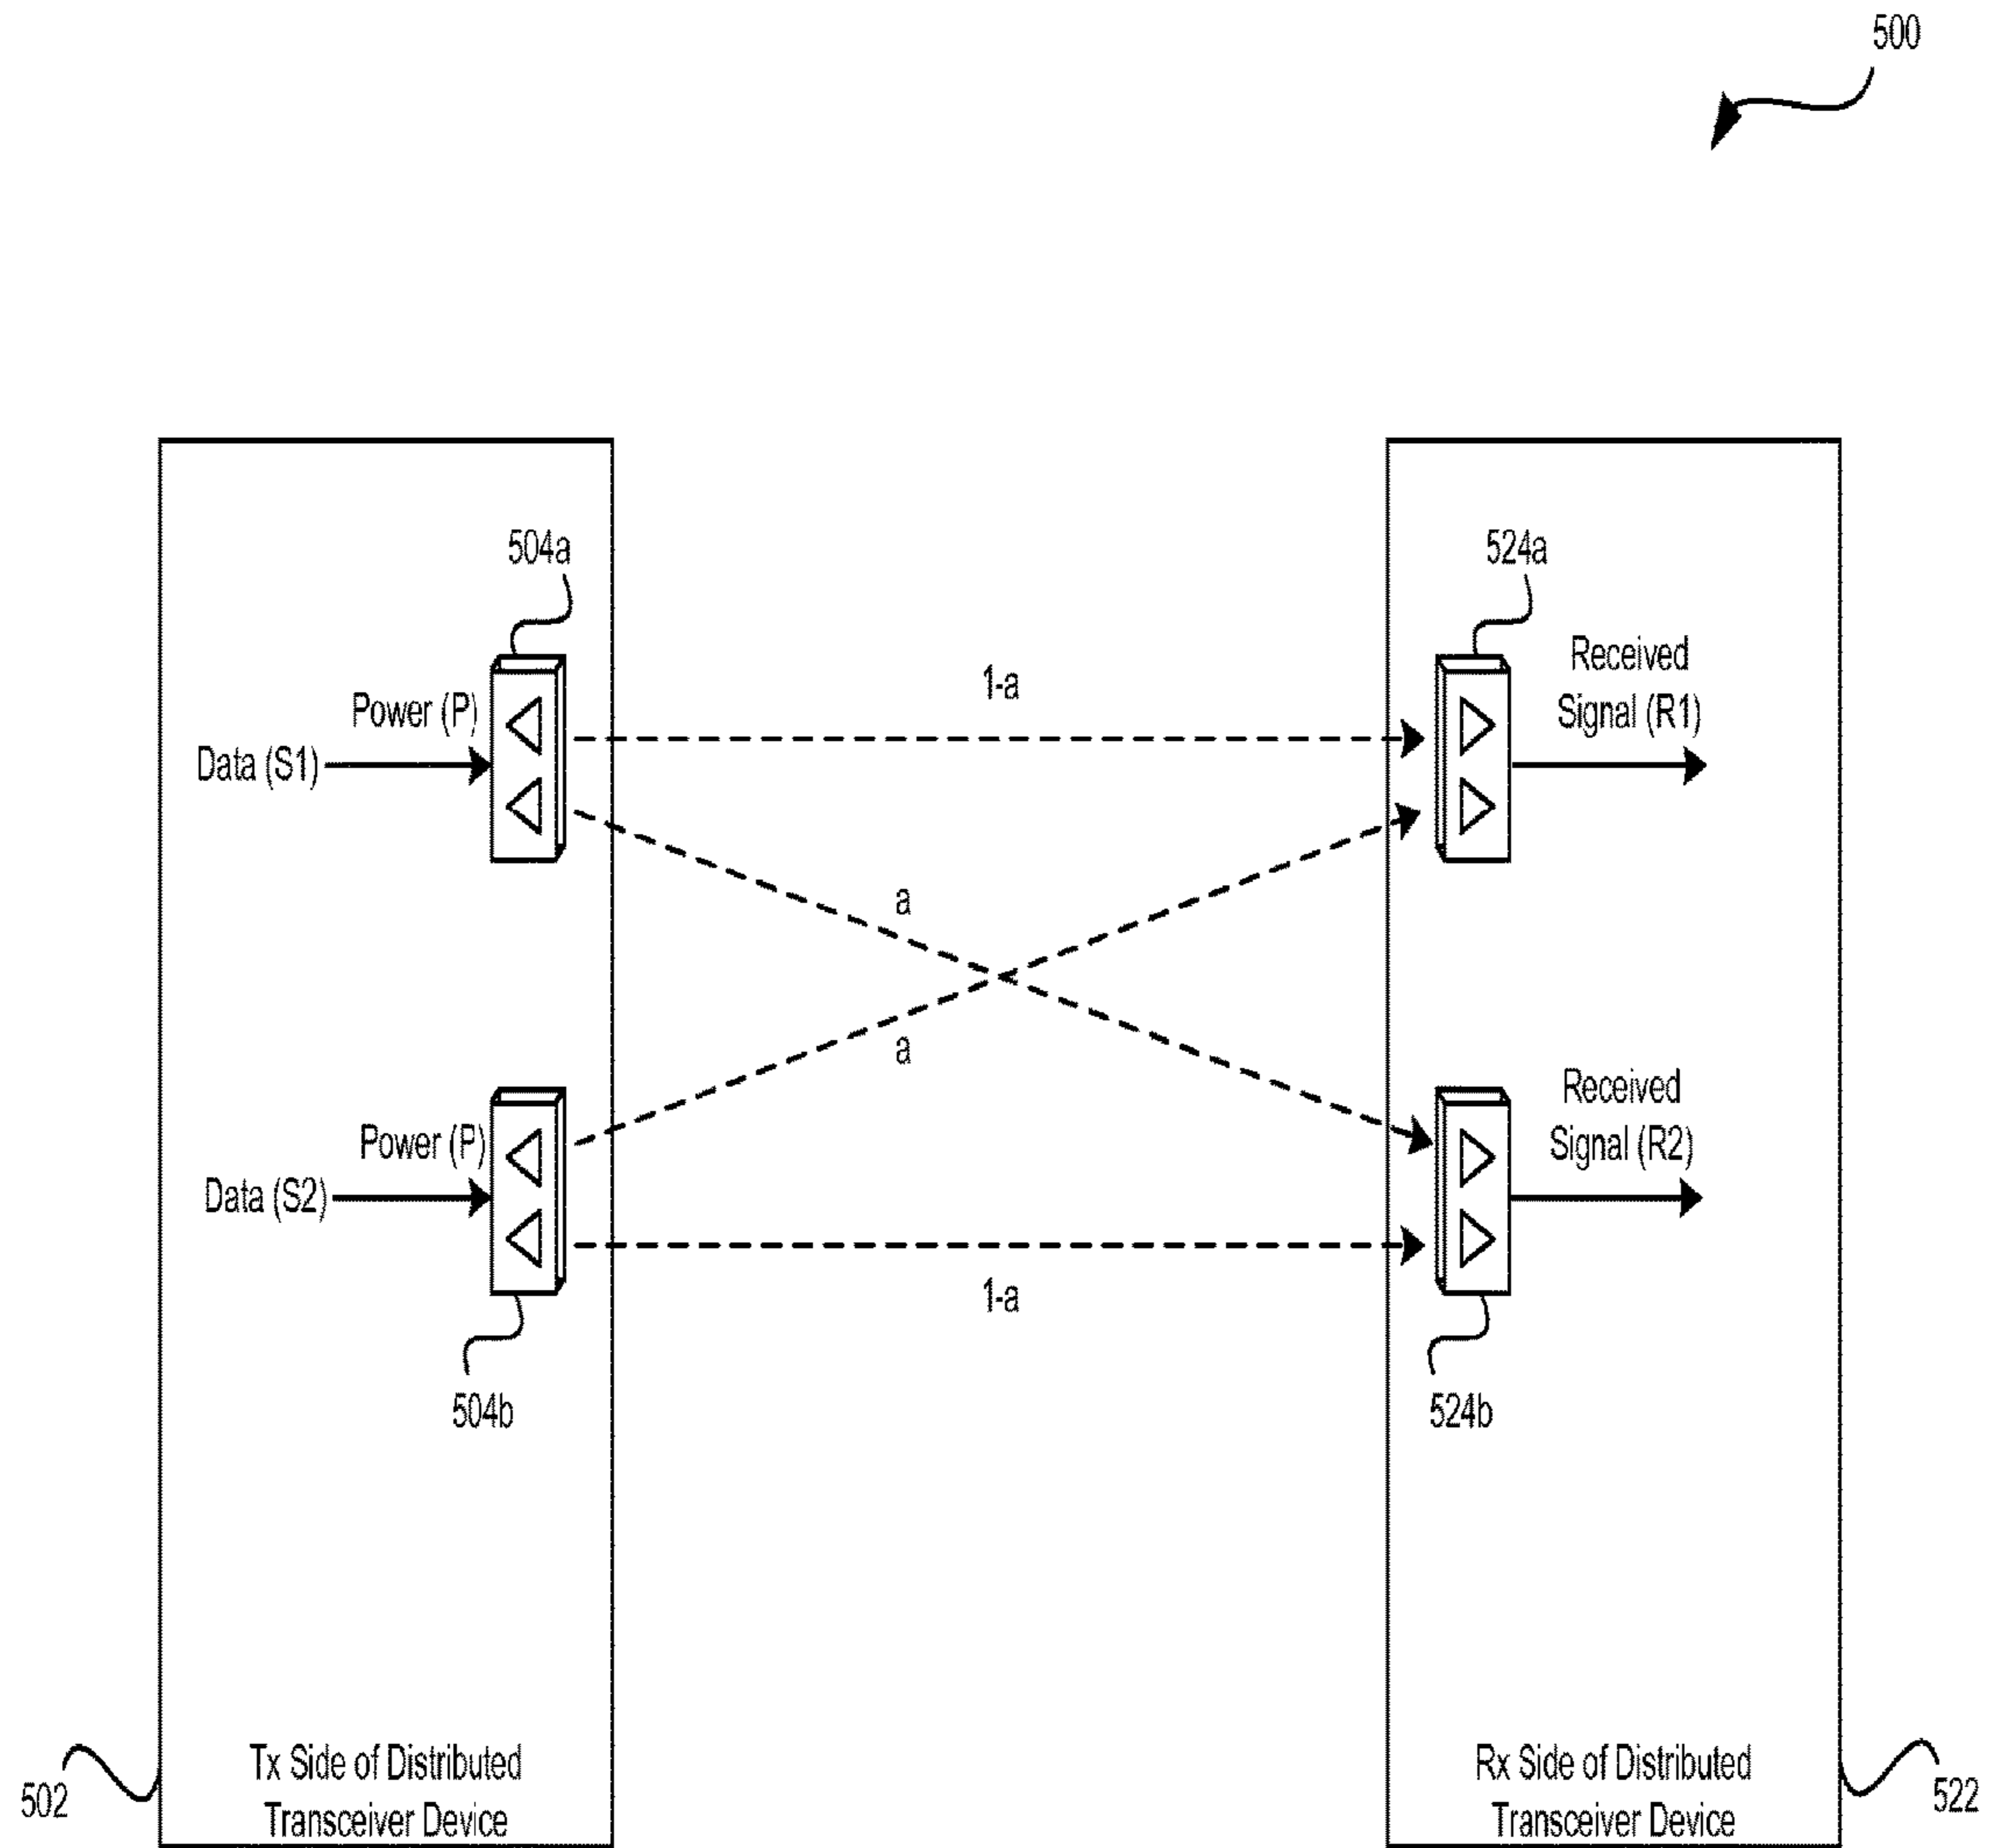 500
504a
524a
Received
Signal (R1)
1-a
Power (P)
Data (S1)
a
a
Received
Signal (R2)
Power (P)
Data (S2)
1-a
504b
524b
Tx Side of Distributed
Transceiver Device
Rx Side of Distributed
Transceiver Device
502
522